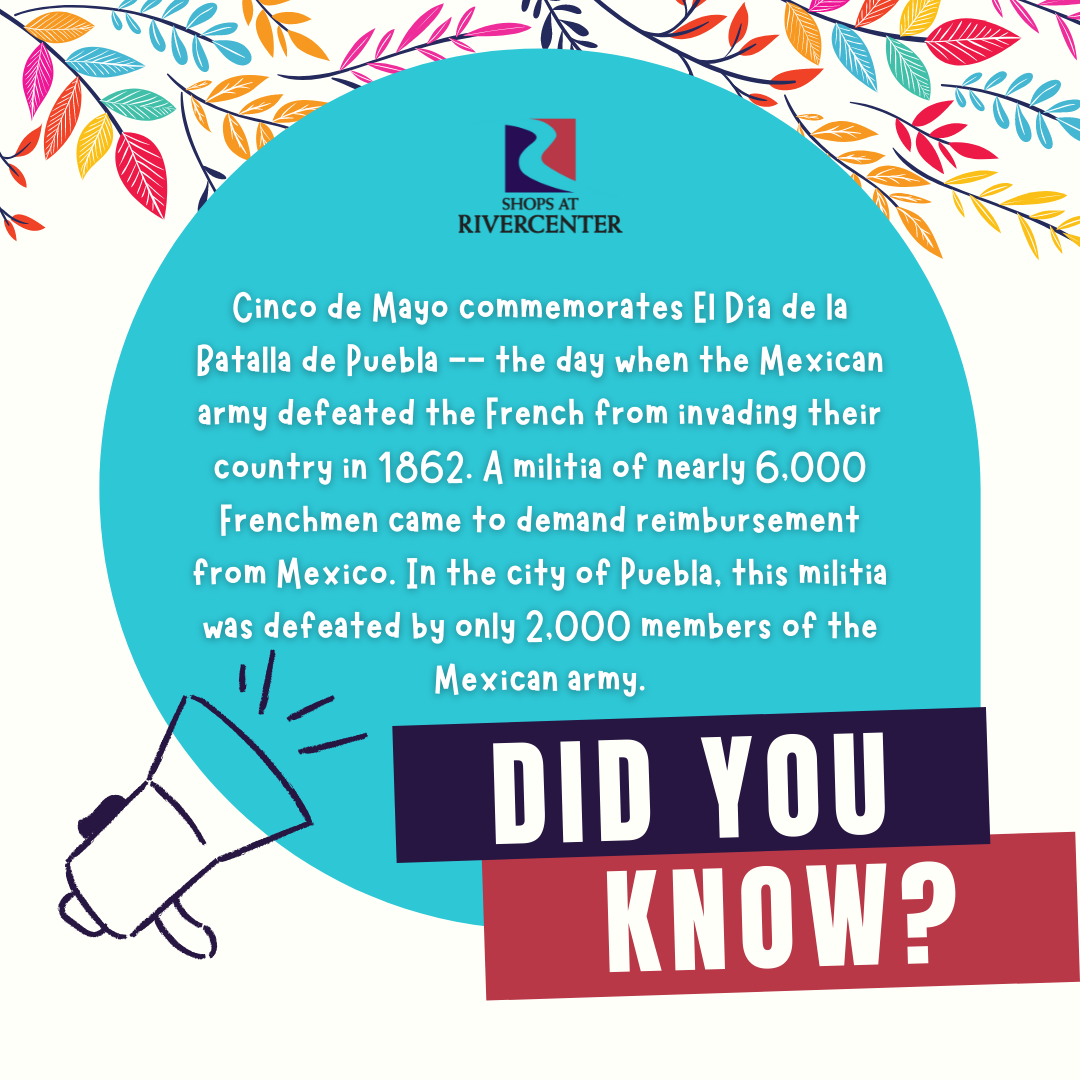 SHOPS AT
RIVERCENTER
Cinco de Mayo commemorates El Día de la
Batalla de Puebla -- the day when the Mexican
army defeated the French from invading their
country in 1862. A militia of nearly 6,000
Frenchmen came to demand reimbursement
from Mexico. In the city of Puebla, this militia
was defeated by only 2,000 members of the
Mexican army.
DID YOU
KNOW?